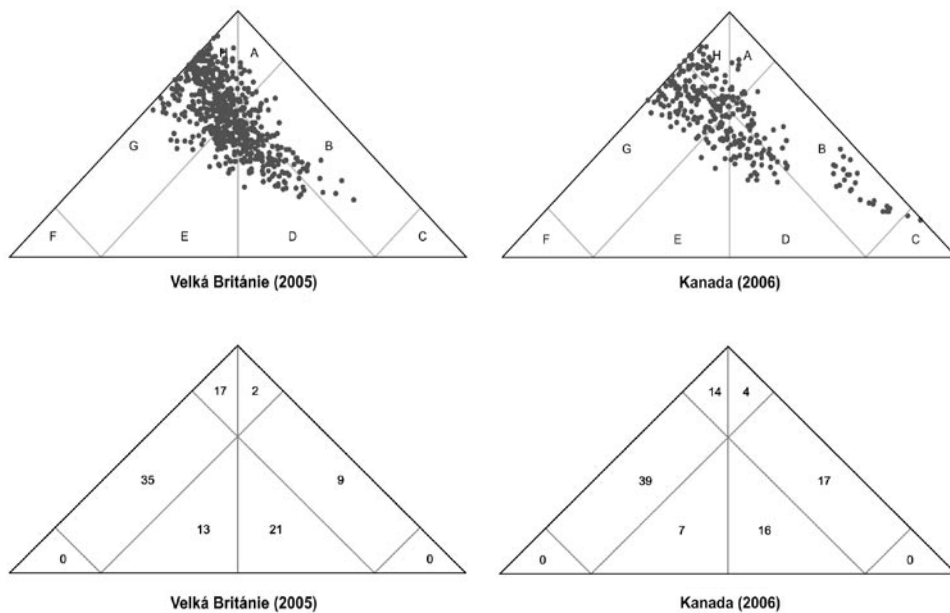 H A H A
G B G B
F E D C F E D C
Velká Británie (2005) Kanada (2006)
17 2 14 4
35 9 39 17
13 21 7 16
0 0 0 0
Velká Británie (2005) Kanada (2006)